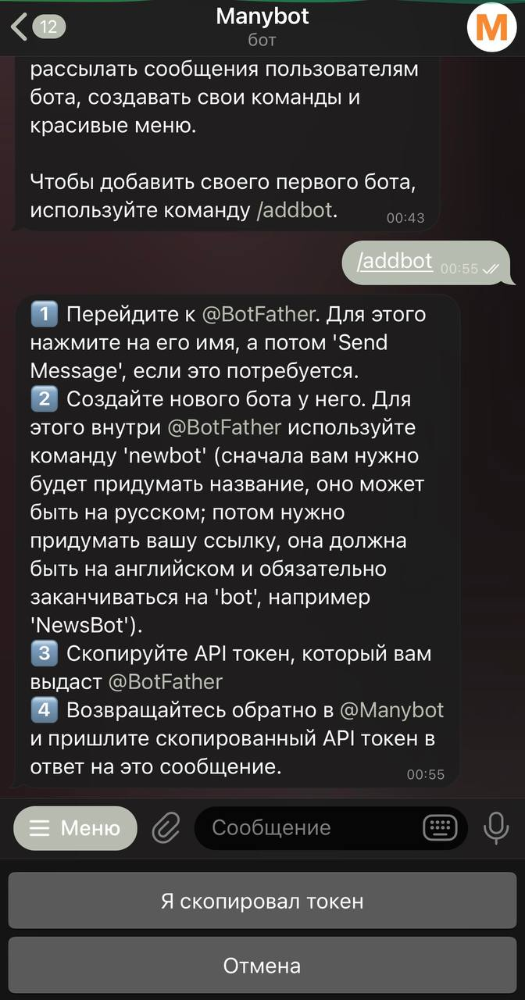 12
Manybot
бот
M
рассылать сообщения пользователям
бота, создавать свои команды и
красивые меню.
Чтобы добавить своего первого бота,
используйте команду /addbot.
00:43
/addbot 00:55
1 Перейдите к @BotFather. Для этого
нажмите на его имя, а потом 'Send
Message', если это потребуется.
2 Создайте нового бота у него. Для
этого внутри @BotFather используйте
команду 'newbot' (сначала вам нужно
будет придумать название, оно может
быть на русском; потом нужно
придумать вашу ссылку, она должна
быть на английском и обязательно
заканчиваться на 'bot', например
'NewsBot').
3 Скопируйте API токен, который вам
выдаст @BotFather
4 Возвращайтесь обратно в @Manybot
и пришлите скопированный API токен в
ответ на это сообщение.
00:55
Меню
Сообщение
Я скопировал токен
Отмена